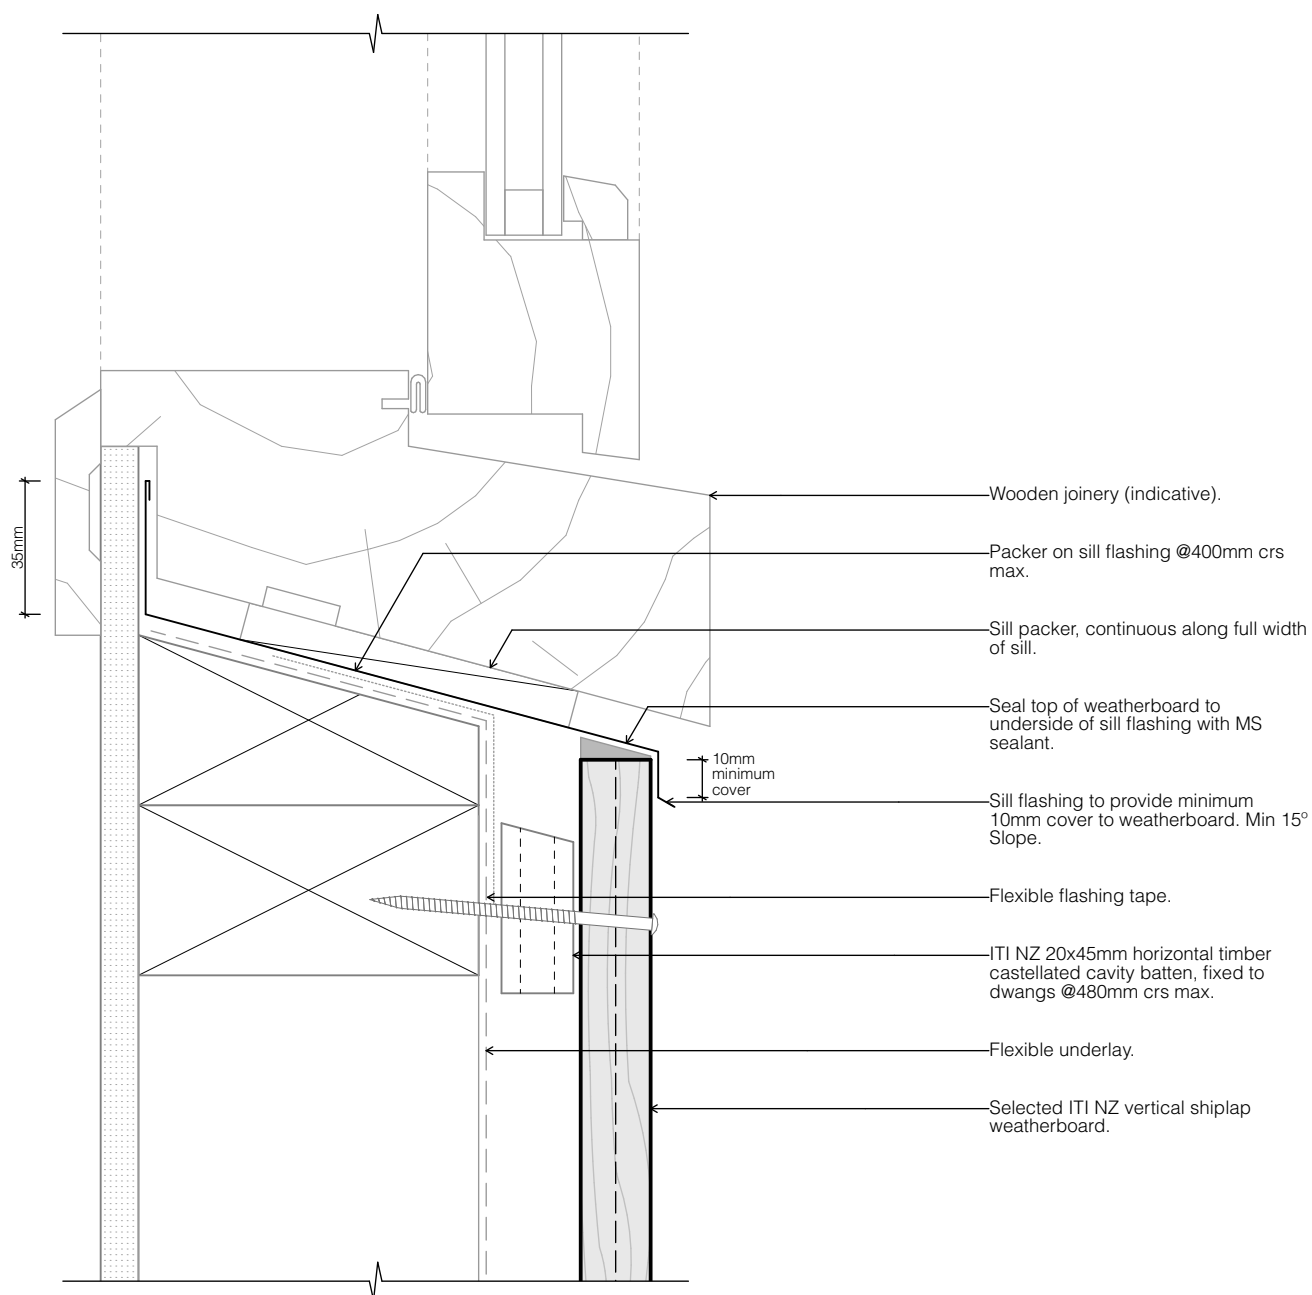 Wooden joinery (indicative).
35mm
Packer on sill flashing @400mm crs
max.
Sill packer, continuous along full width
of sill.
Seal top of weatherboard to
underside of sill flashing with MS
sealant.
10mm
minimum
cover
Sill flashing to provide minimum
10mm cover to weatherboard. Min 15º
Slope.
Flexible flashing tape.
ITI NZ 20x45mm horizontal timber
castellated cavity batten, fixed to
dwangs @480mm crs max.
Flexible underlay.
Selected ITI NZ vertical shiplap
weatherboard.